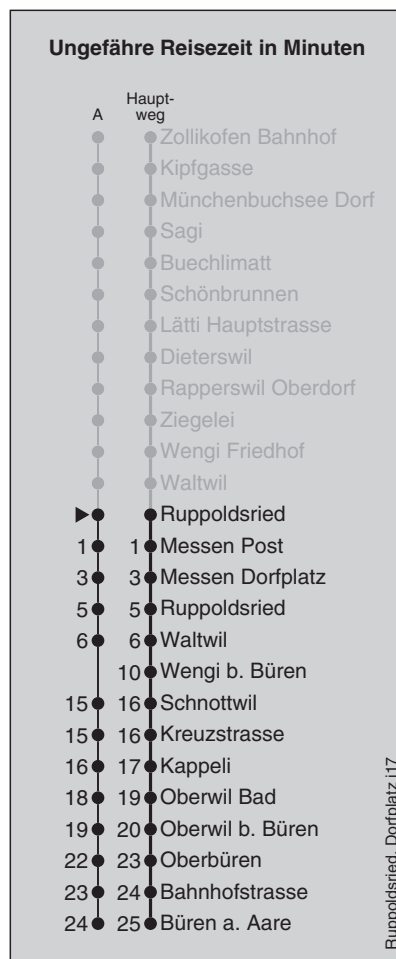 Ungefähre Reisezeit in Minuten
A Haupt-
weg
Zollikofen Bahnhof
Kipfgasse
Münchenbuchsee Dorf
Sagi
Buechlimatt
Schönbrunnen
Lätti Hauptstrasse
Dieterswil
Rapperswil Oberdorf
Ziegelei
Wengi Friedhof
Waltwil
Ruppoldsried
1 1 Messen Post
3 3 Messen Dorfplatz
5 5 Ruppoldsried
6 6 Waltwil
10 Wengi b. Büren
15 16 Schnottwil
15 16 Kreuzstrasse
16 17 Kappeli
18 19 Oberwil Bad
19 20 Oberwil b. Büren
22 23 Oberbüren
23 24 Bahnhofstrasse
24 25 Büren a. Aare
Ruppoldsried, Dorfplatz j17